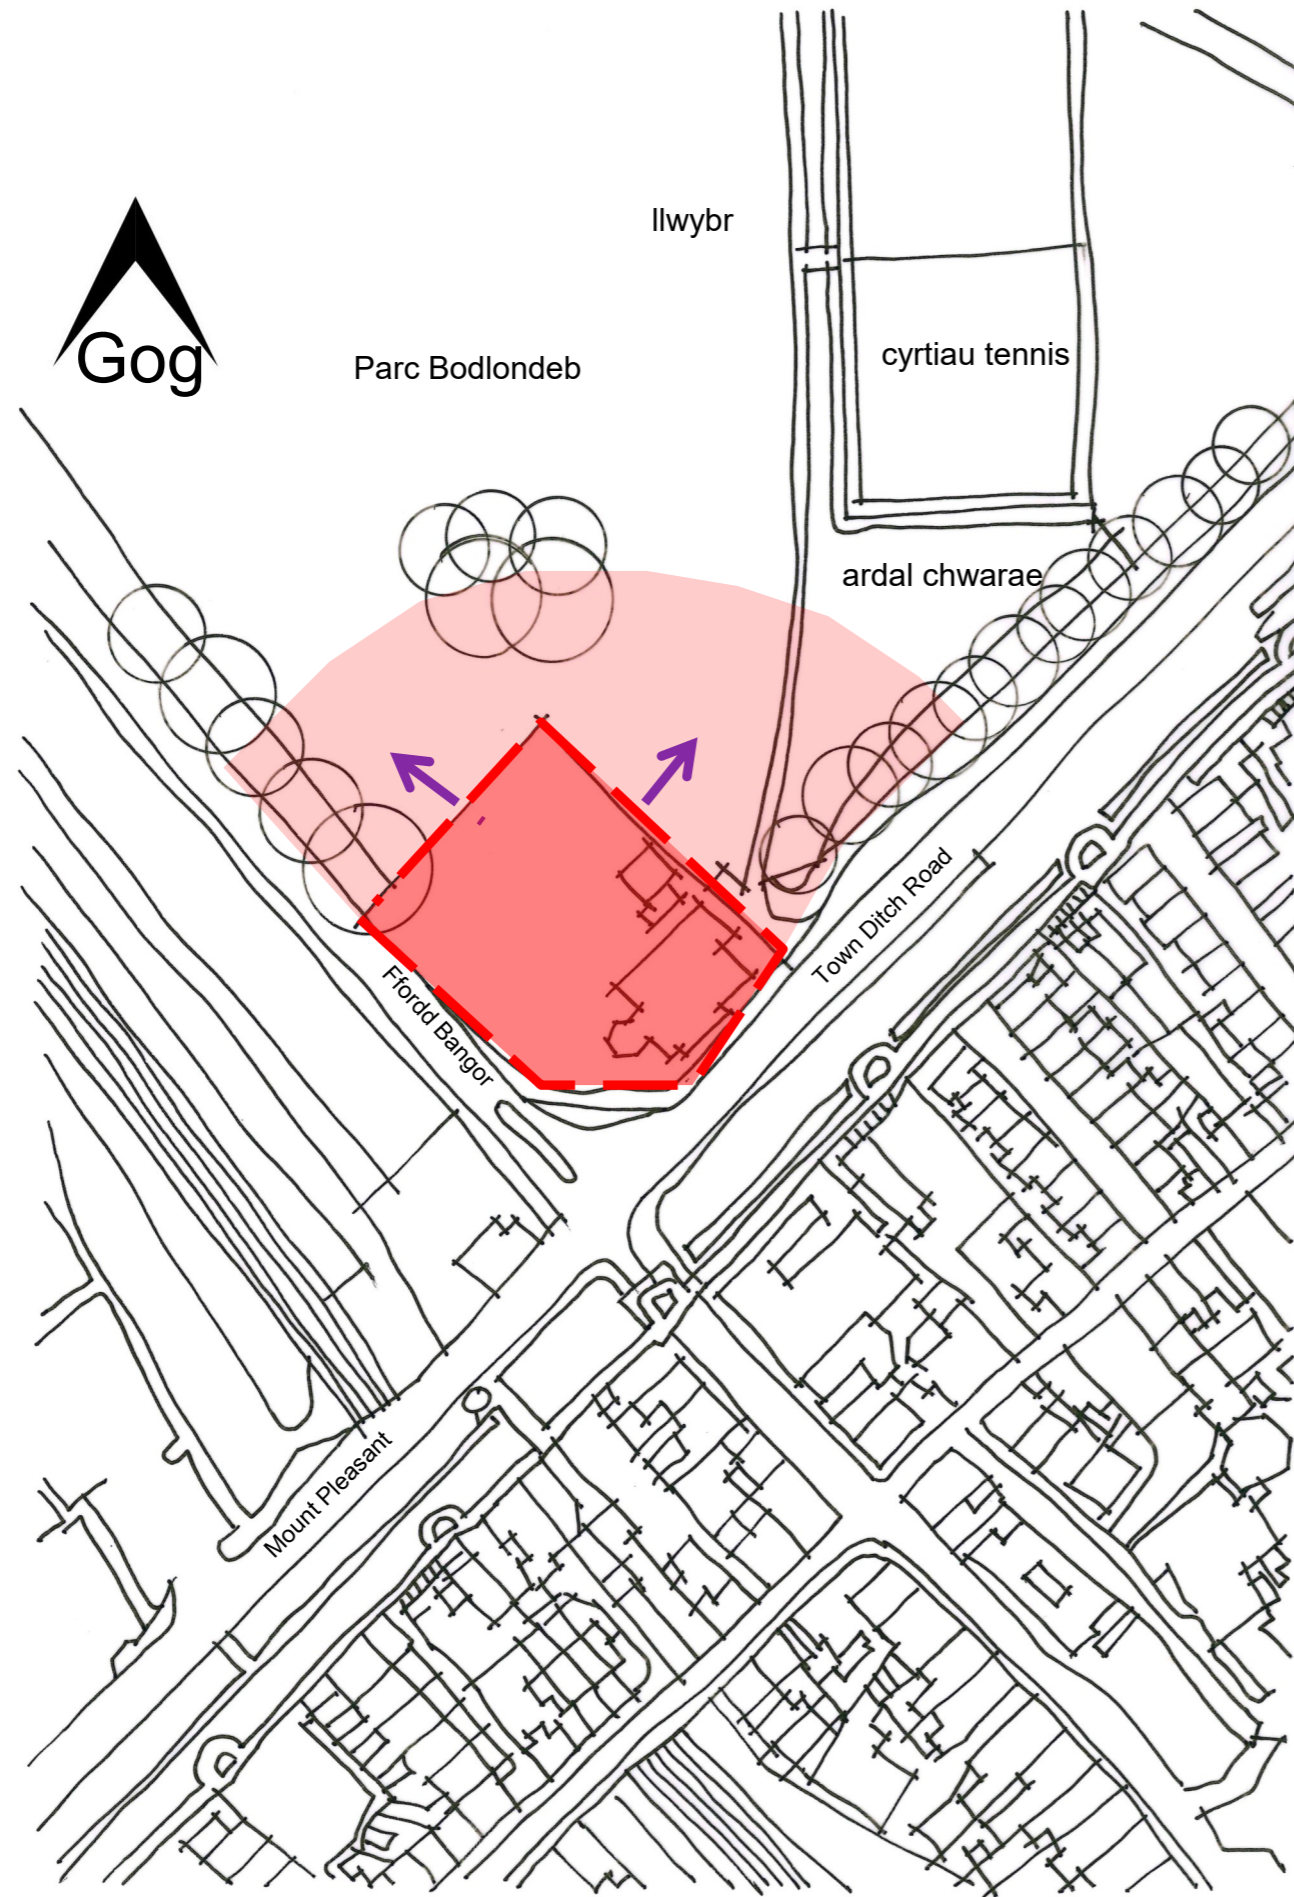 llwybr
Gog
Parc Bodlondeb
cyrtiau tennis
ardal chwarae
Town Ditch Road
Ffordd Bangor
Mount Pleasant